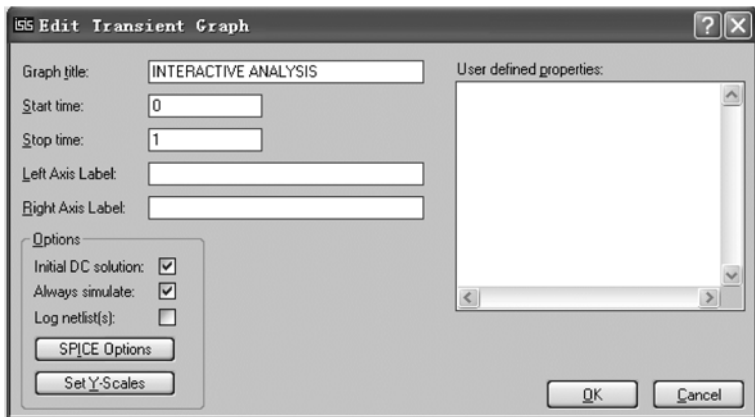 ISIS Edit Transient Graph
Graph title: INTERACTIVE ANALYSIS
Start time: 0
Stop time: 1
Left Axis Label:
Right Axis Label:
Options
Initial DC solution:
Always simulate:
Log netlist(s):
SPICE Options
Set Y-Scales
User defined properties:
OK
Cancel